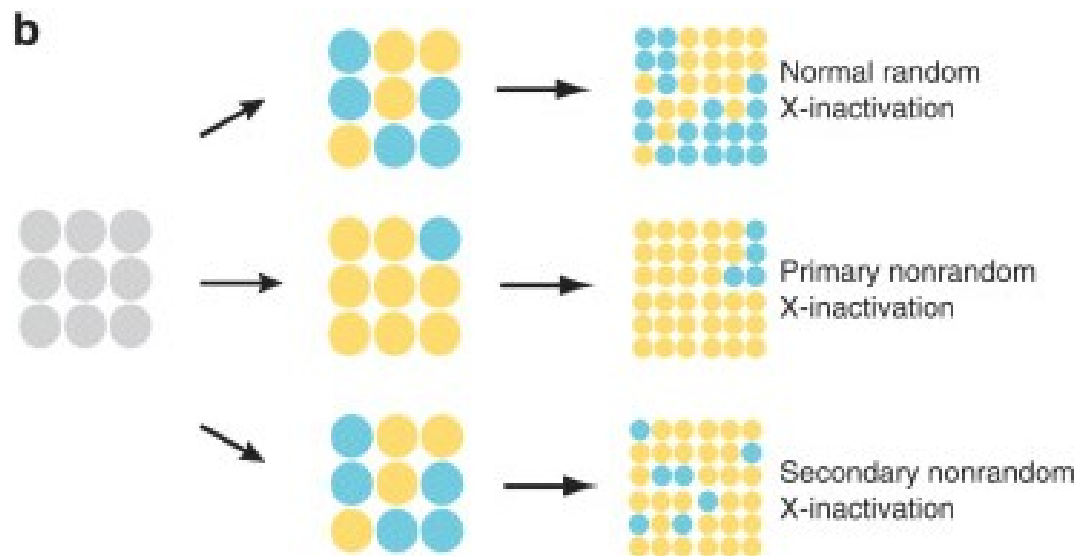 b
Normal random
X-inactivation
Primary nonrandom
X-inactivation
Secondary nonrandom
X-inactivation